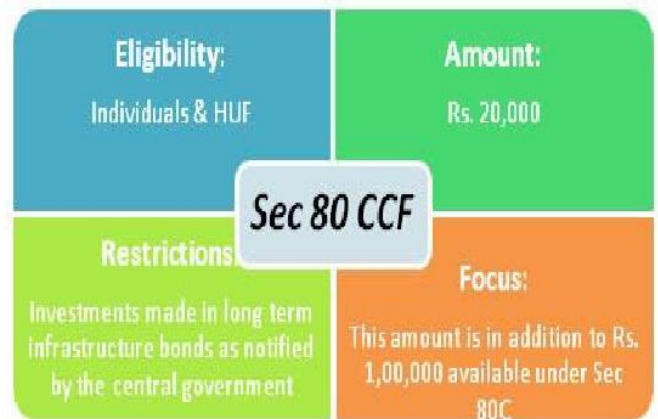 Eligibility:
Individuals & HUF
Amount:
Rs. 20,000
Sec 80 CCF
Restrictions:
Investments made in long term
infrastructure bonds as notified
by the central government
Focus:
This amount is in addition to Rs.
1,00,000 available under Sec
80C